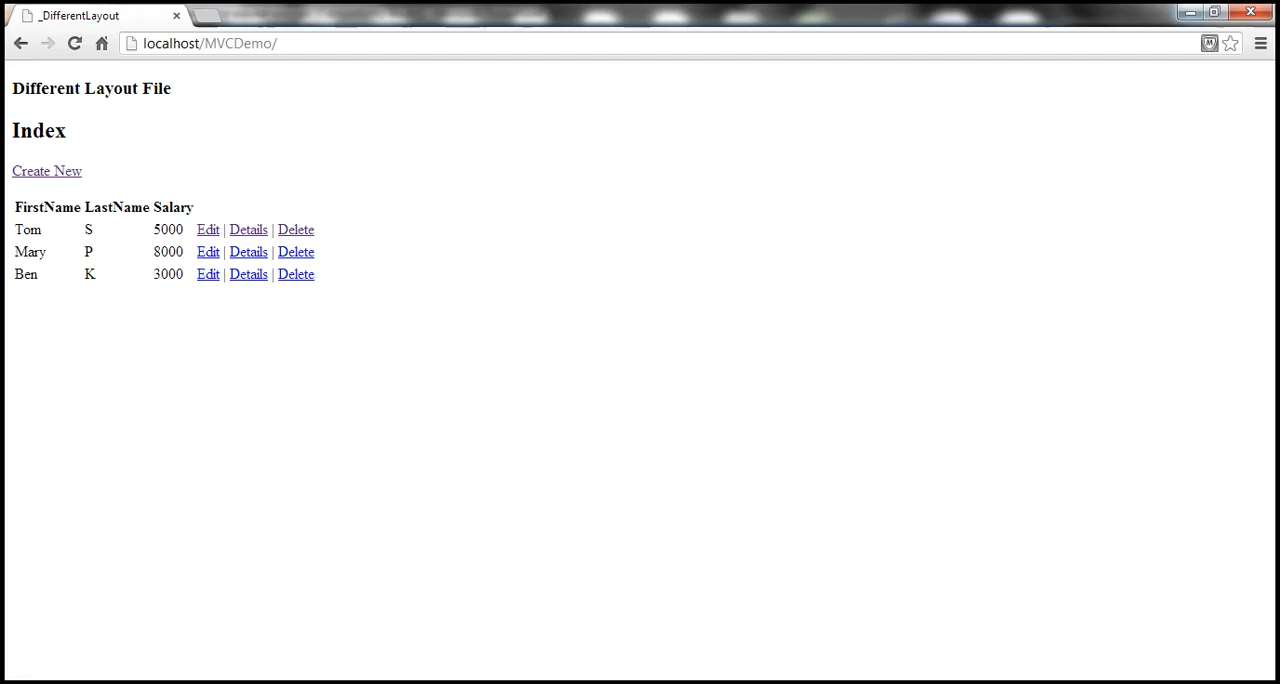 _DifferentLayout
localhost/MVCDemo/
Different Layout File
Index
Create New
FirstName LastName Salary
Tom S 5000 Edit | Details | Delete
Mary P 8000 Edit | Details | Delete
Ben K 3000 Edit | Details | Delete